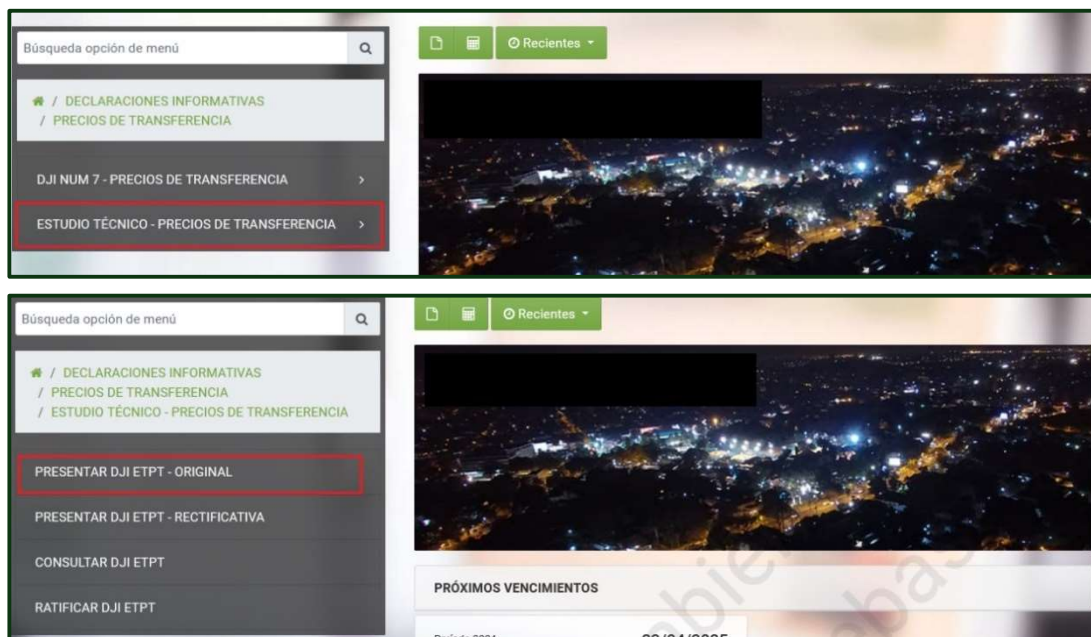 Búsqueda opción de menú
Recientes
/ DECLARACIONES INFORMATIVAS
/ PRECIOS DE TRANSFERENCIA
DJI NUM 7 - PRECIOS DE TRANSFERENCIA >
ESTUDIO TÉCNICO - PRECIOS DE TRANSFERENCIA >
Búsqueda opción de menú
Recientes
/ DECLARACIONES INFORMATIVAS
/ PRECIOS DE TRANSFERENCIA
/ ESTUDIO TÉCNICO - PRECIOS DE TRANSFERENCIA
PRESENTAR DJI ETPT - ORIGINAL
PRESENTAR DJI ETPT - RECTIFICATIVA
CONSULTAR DJI ETPT
RATIFICAR DJI ETPT
PRÓXIMOS VENCIMIENTOS